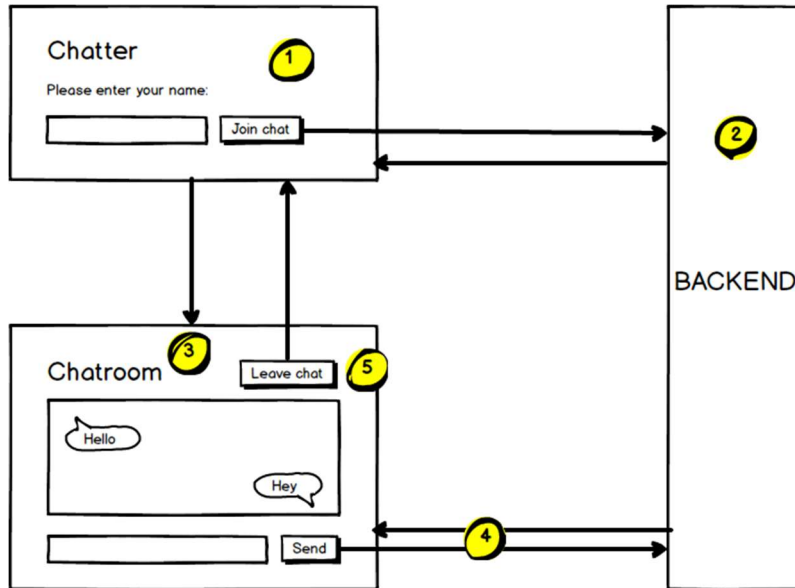 Chatter
1
Please enter your name:
Join chat
2
BACKEND
3
Chatroom
Leave chat
5
Hello
Hey
4
Send